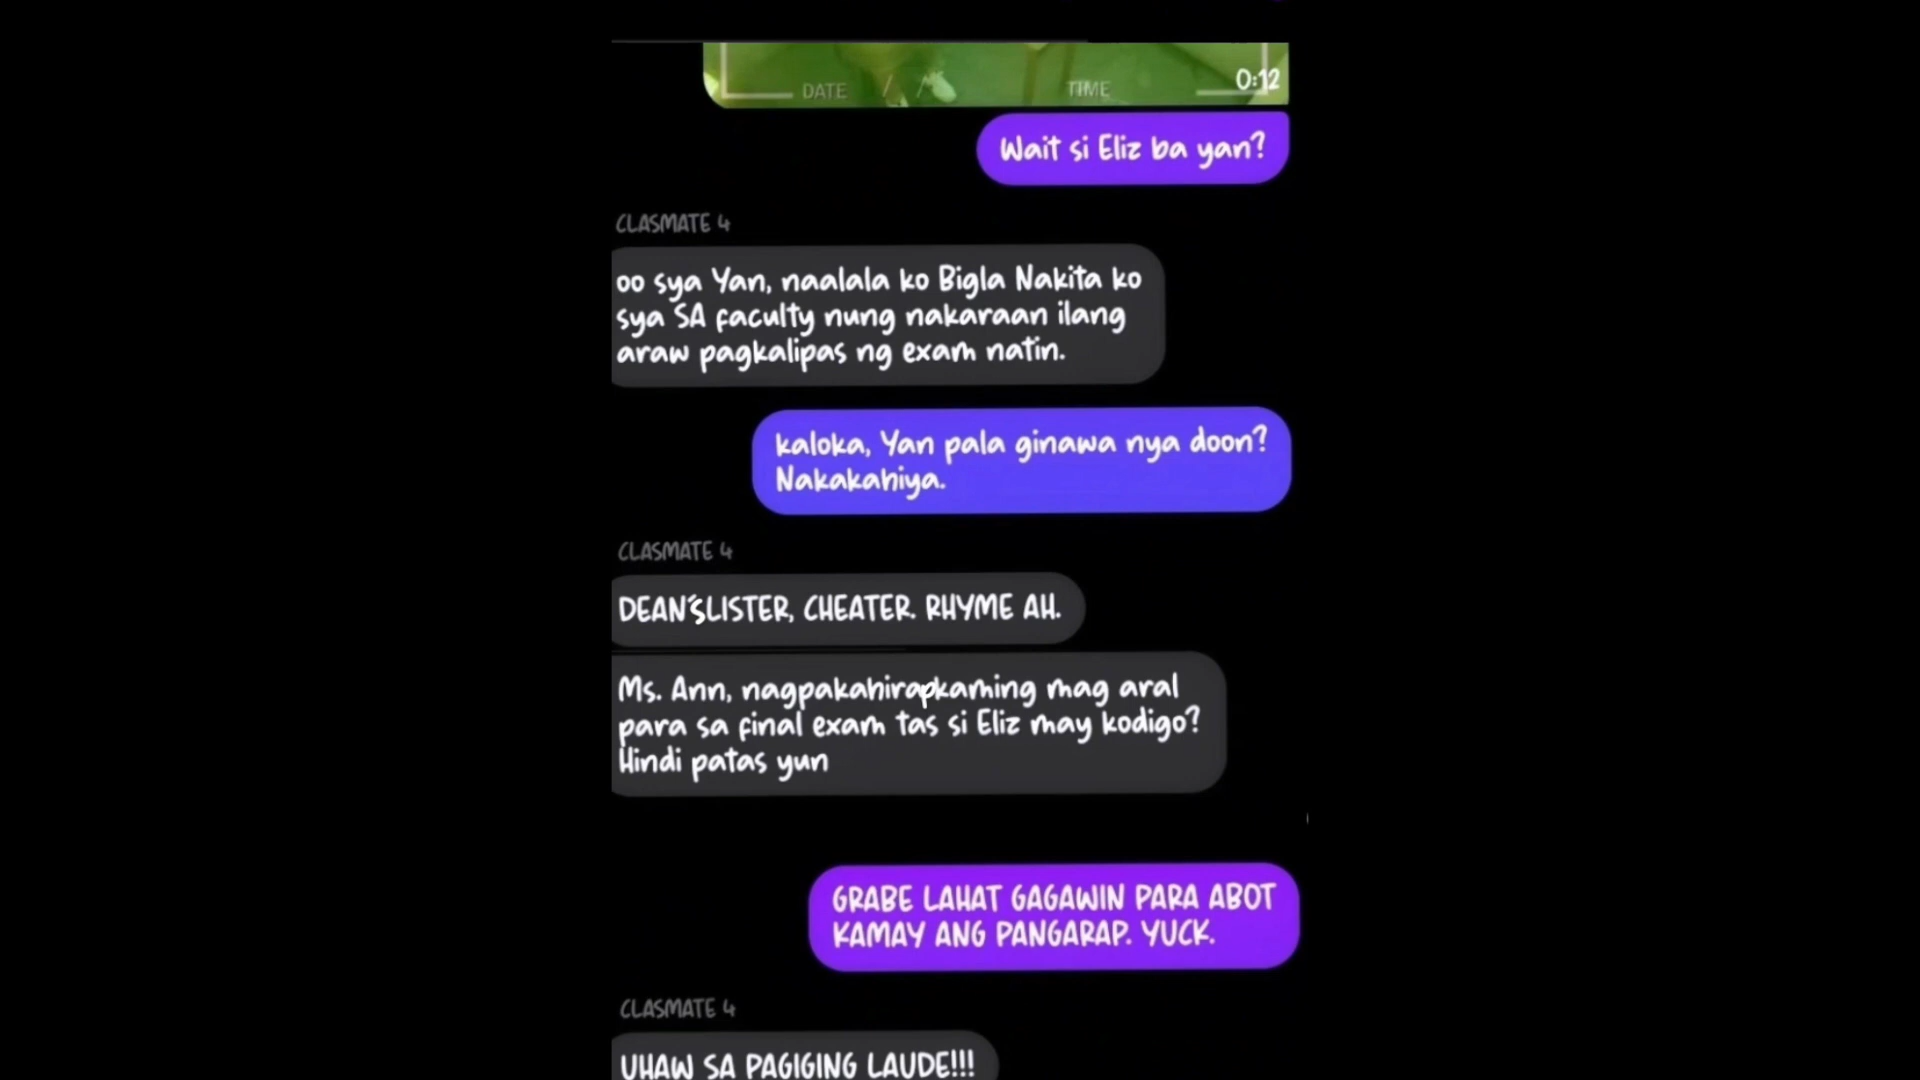 DATE / / TIME 0:12
Wait si Eliz ba yan?
CLASMATE 4
oo sya Yan, naalala ko Bigla Nakita ko
sya SA faculty nung nakaraan ilang
araw pagkalipas ng exam natin.
kaloka, Yan pala ginawa nya doon?
Nakakahiya.
CLASMATE 4
DEAN'SLISTER, CHEATER. RHYME AH.
Ms. Ann, nagpakahirapkaming mag aral
para sa final exam tas si Eliz may kodigo?
Hindi patas yun
GRABE LAHAT GAGAWIN PARA ABOT
KAMAY ANG PANGARAP. YUCK.
CLASMATE 4
UHAW SA PAGIGING LAUDE!!!